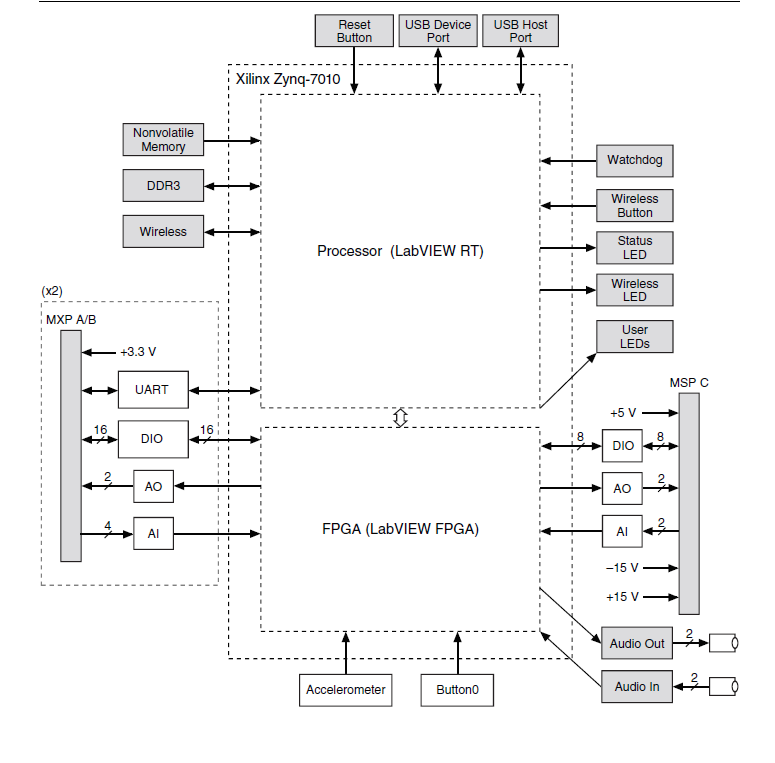 Reset
Button
USB Device
Port
USB Host
Port
Xilinx Zynq-7010
Nonvolatile
Memory
DDR3
Wireless
Processor (LabVIEW RT)
Watchdog
Wireless
Button
Status
LED
Wireless
LED
User
LEDs
(x2)
MXP A/B
+3.3 V
UART
16
DIO
16
2
AO
4
AI
FPGA (LabVIEW FPGA)
MSP C
+5 V
8
DIO
8
AO
2
AI
2
–15 V
+15 V
Audio Out
2
Audio In
2
Accelerometer
Button0